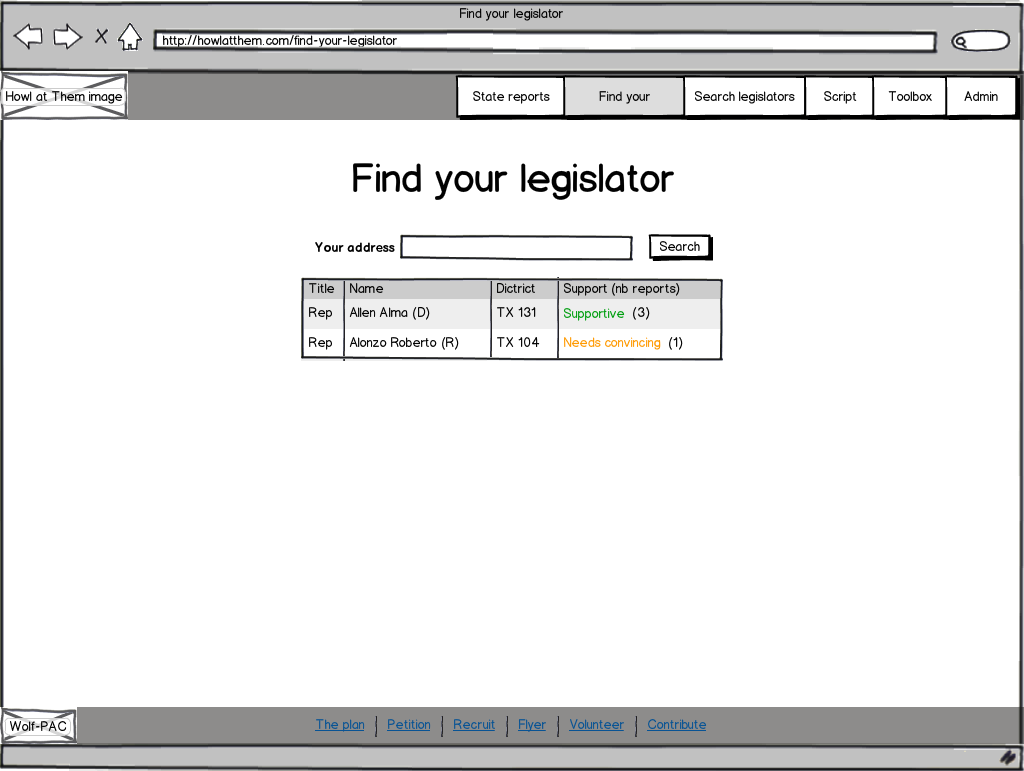 Find your legislator
http://howlatthem.com/find-your-legislator
Howl at Them image
State reports Find your Search legislators Script Toolbox Admin
Find your legislator
Your address Search
Title Name Dictrict Support (nb reports)
Rep Allen Alma (D) TX 131 Supportive (3)
Rep Alonzo Roberto (R) TX 104 Needs convincing (1)
Wolf-PAC
The plan Petition Recruit Flyer Volunteer Contribute